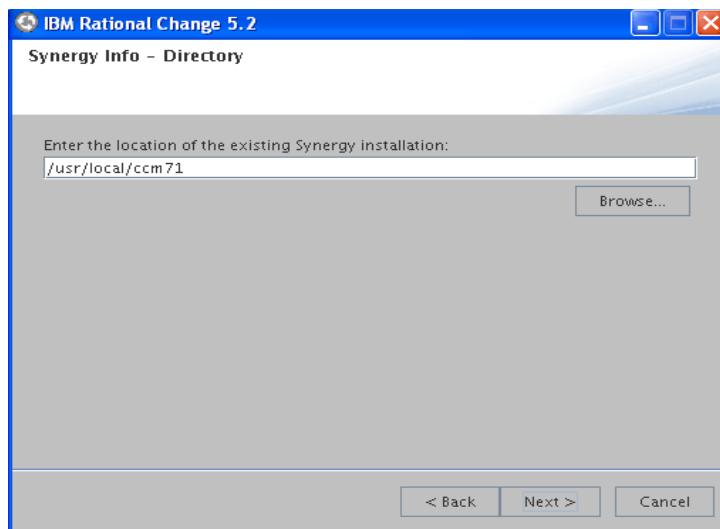 IBM Rational Change 5.2
Synergy Info – Directory
Enter the location of the existing Synergy installation:
/usr/local/ccm71
Browse...
< Back
Next >
Cancel